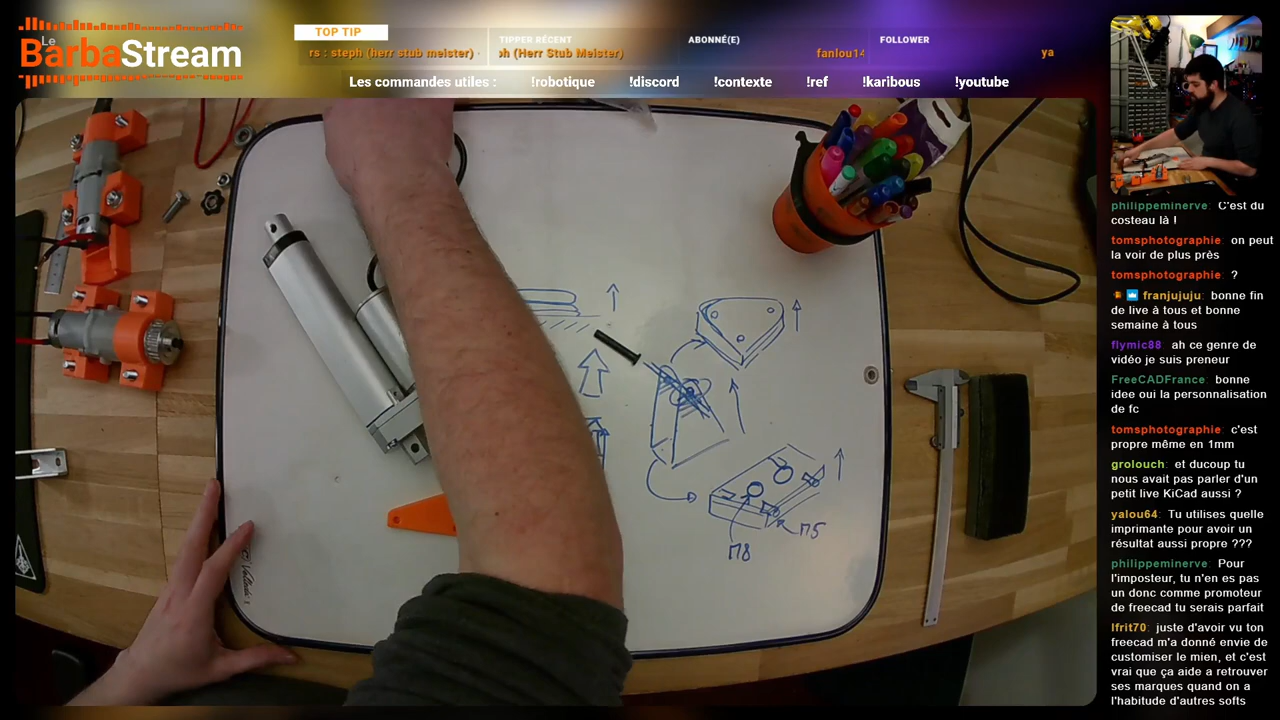 Le
BarbaStream
TOP TIP
rs : steph (herr stub meister)
TIPPER RÉCENT
(Herr Stub Meister)
ABONNÉ(E)
fanlou14
FOLLOWER
ya
Les commandes utiles : !robotique !discord !contexte !ref !karibous !youtube
philippeminerve: C'est du
costeau là !
tomsphotographie: on peut
la voir de plus près
tomsphotographie: ?
franjujuju: bonne fin
de live à tous et bonne
semaine à tous
flymic88: ah ce genre de
vidéo je suis preneur
FreeCADFrance: bonne
idee oui la personnalisation
de fc
tomsphotographie: c'est
propre même en 1mm
grolouch: et ducoup tu
nous avait pas parler d'un
petit live KiCad aussi ?
yalou64: Tu utilises quelle
imprimante pour avoir un
résultat aussi propre ???
philippeminerve: Pour
l'imposteur, tu n'en es pas
un donc comme promoteur
de freecad tu serais parfait
lfrit70: juste d'avoir vu ton
freecad m'a donné envie de
customiser le mien, et c'est
vrai que ça aide a retrouver
ses marques quand on a
l'habitude d'autres softs
M5
M8